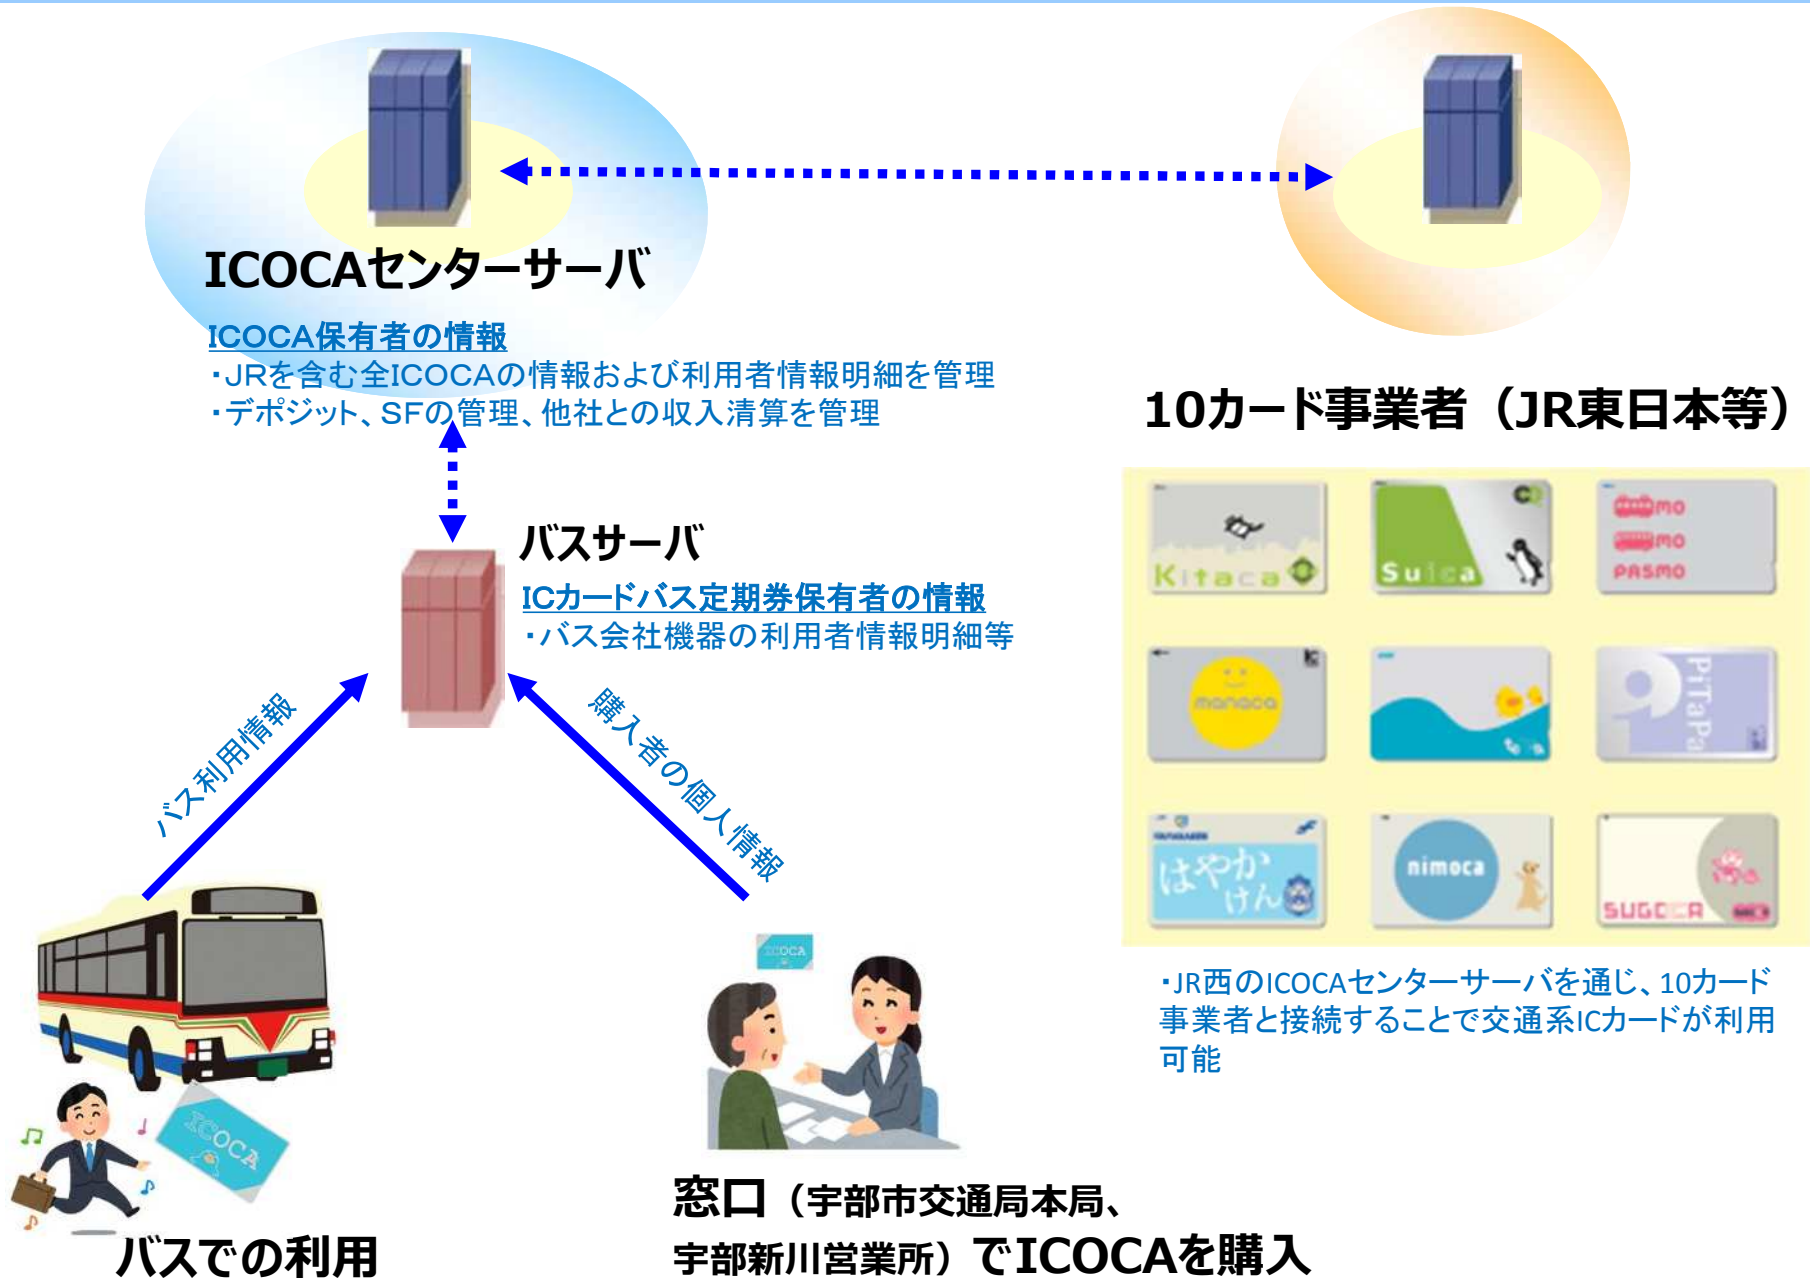 ICOCAセンターサーバ
ICOCA保有者の情報
・JRを含む全ICOCAの情報および利用者情報明細を管理
・デポジット、SFの管理、他社との収入清算を管理
バスサーバ
ICカードバス定期券保有者の情報
・バス会社機器の利用者情報明細等
バス利用情報
購入者の個人情報
ICOCA
バスでの利用
ICOCA
窓口（宇部市交通局本局、
宇部新川営業所）でICOCAを購入
10カード事業者（JR東日本等）
Kitaca
Suica
PASMO
manaca
PiTaPa
はやか
けん
nimoca
SUGOCA
・JR西のICOCAセンターサーバを通じ、10カード
事業者と接続することで交通系ICカードが利用
可能